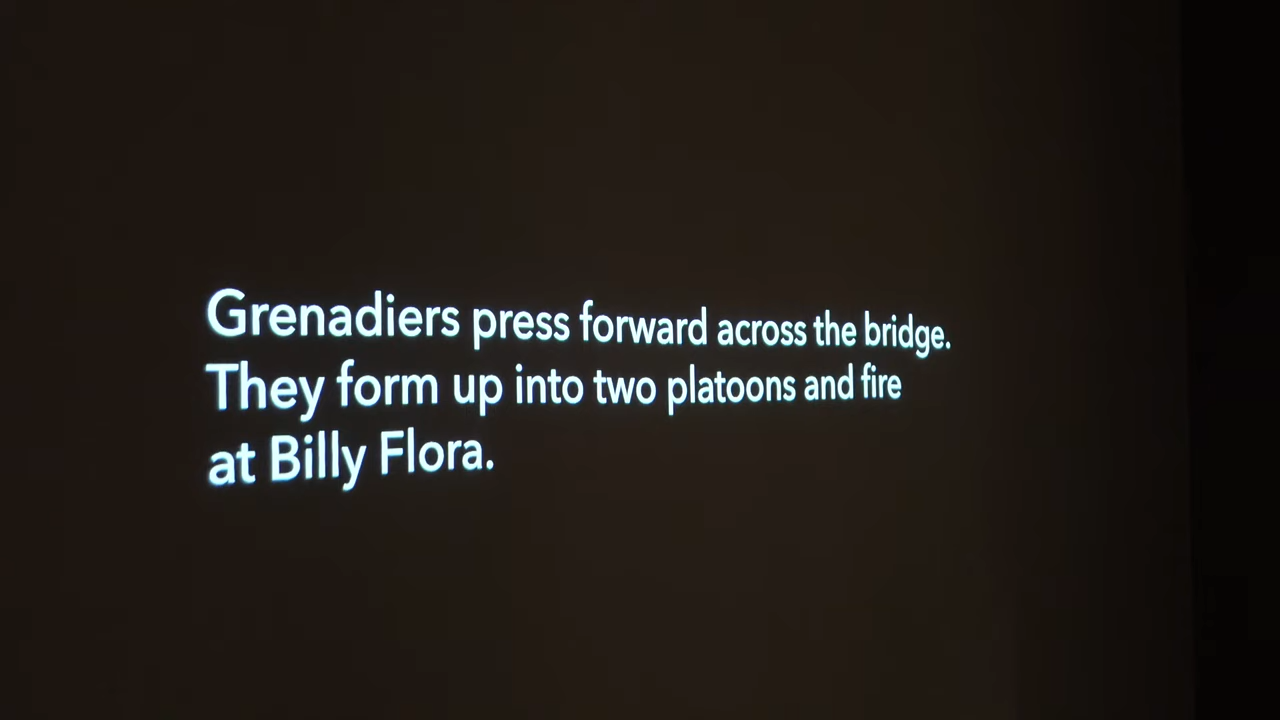 Grenadiers press forward across the bridge.
They form up into two platoons and fire
at Billy Flora.